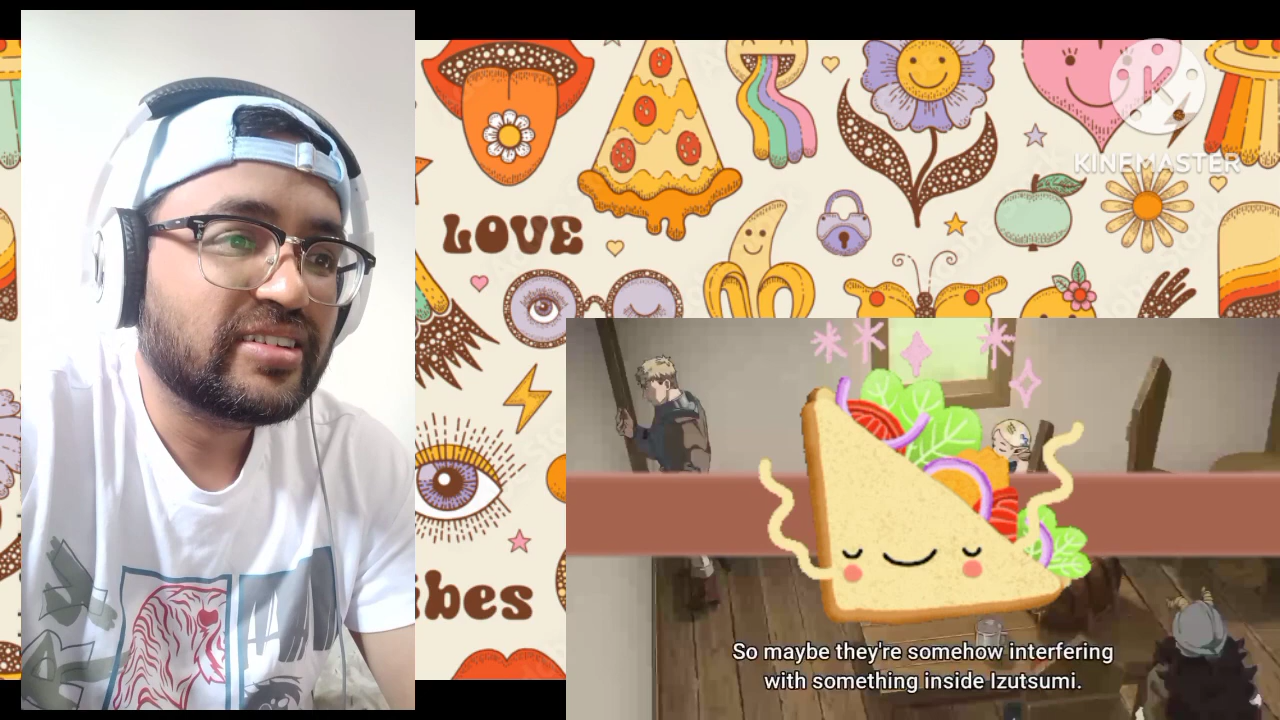 KINEMASTER
LOVE
ibes
So maybe they're somehow interfering
with something inside Izutsumi.